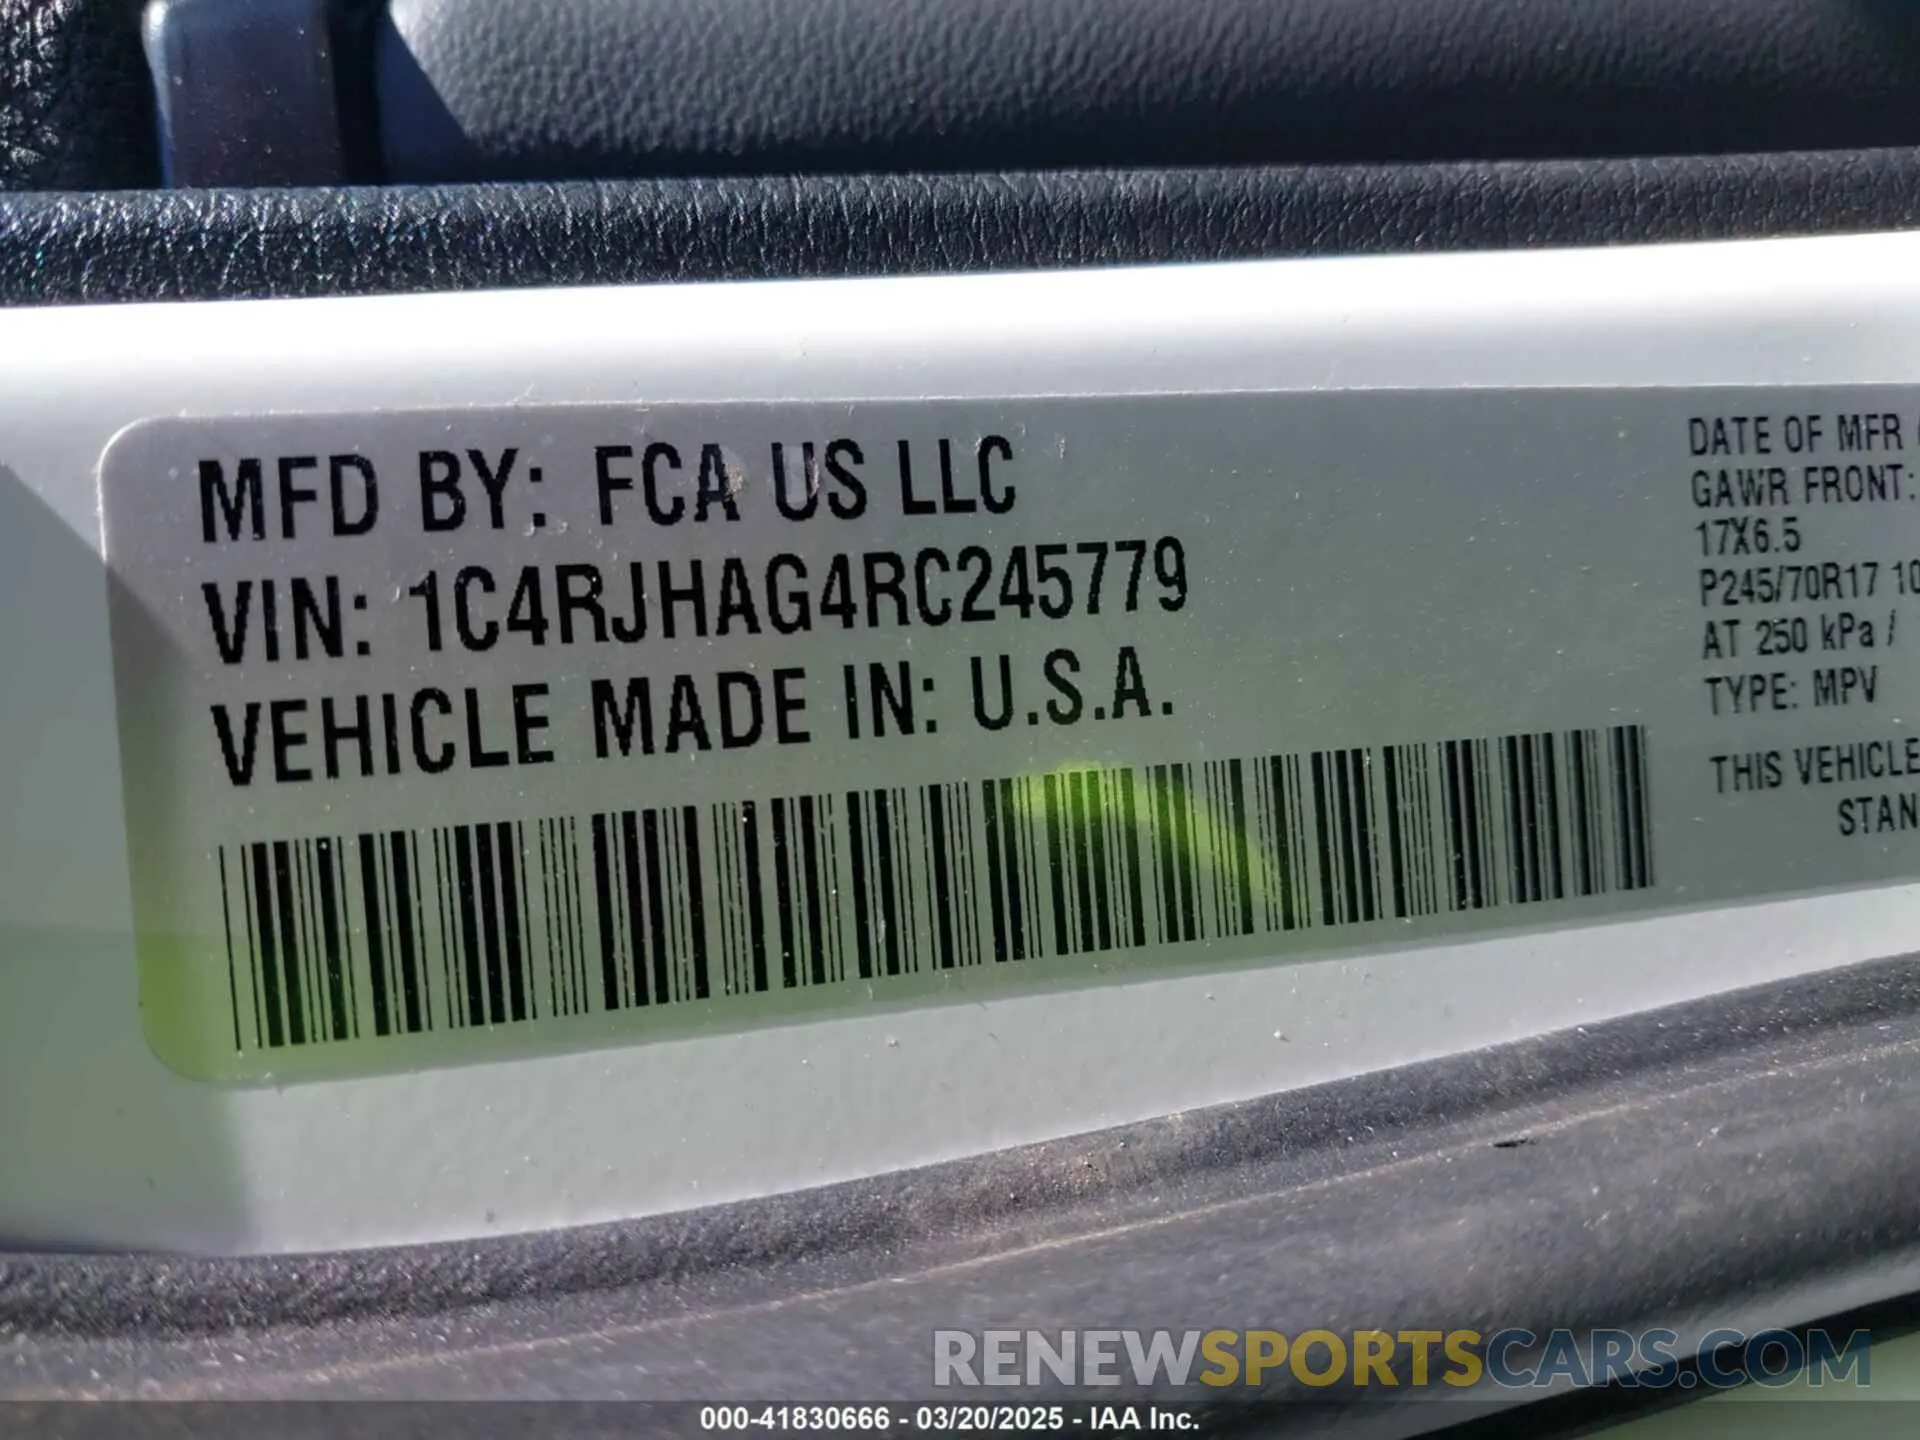 MFD BY: FCA US LLC
VIN: 1C4RJHAG4RC245779
VEHICLE MADE IN: U.S.A.
DATE OF MFR
GAWR FRONT:
17X6.5
P245/70R17 10
AT 250 kPa /
TYPE: MPV
THIS VEHICLE
STAN
RENEWSPORTSCARS.COM
000-41830666 - 03/20/2025 - IAA Inc.